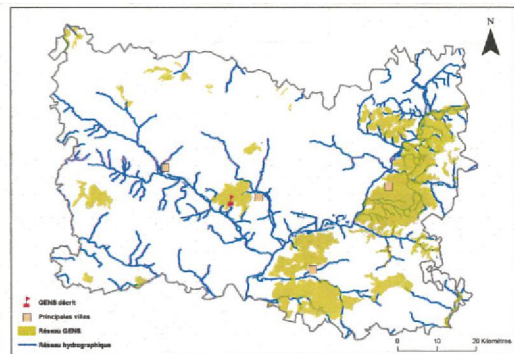 N
GENS décrit
Principales villes
Réseau GENS
Réseau hydrographique
0 10 20 Kilomètres